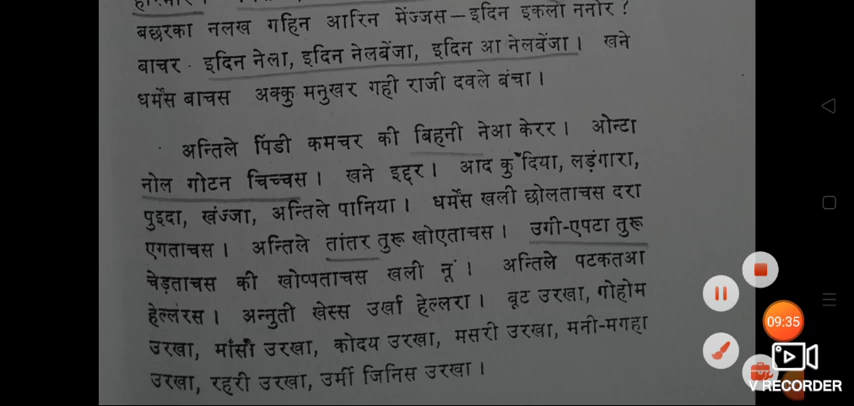 बछरका नलख गहिन आरिन मेंज्जस – इदिन इकलो ननोर ?
बाचर – इदिन नेला, इदिन नेलबेंजा, इदिन आ नेलबेंजा । खने
धर्मेस बाचस अक्कु मनुखर गही राजी दवले बंचा ।
अन्तिले पिंडी कमचर की बिहनी नेआ केरर । ओन्टा
नोल गोटन चिच्चस । खने इद्दर । आद कुँदिया, लड़ंगारा,
पुइदा, खंज्जा, अन्तिले पानिया । धर्मेस खली छोलताचस दरा
एगताचस । अन्तिले तांतर तुरू खोएताचस । उगी-एपटा तुरू
चेड़ताचस की खोप्पताचस खली नूं । अन्तिले पटकतआ
हेल्लरस । अन्नुती खेस्स उर्खा हेल्लरा । बूट उरखा, गोहोम
उरखा, माँसी उरखा, कोदय उरखा, मसरी उरखा, मनी-मगहा
उरखा, रहरी उरखा, उर्मी जिनिस उरखा ।
09:35
V RECORDER